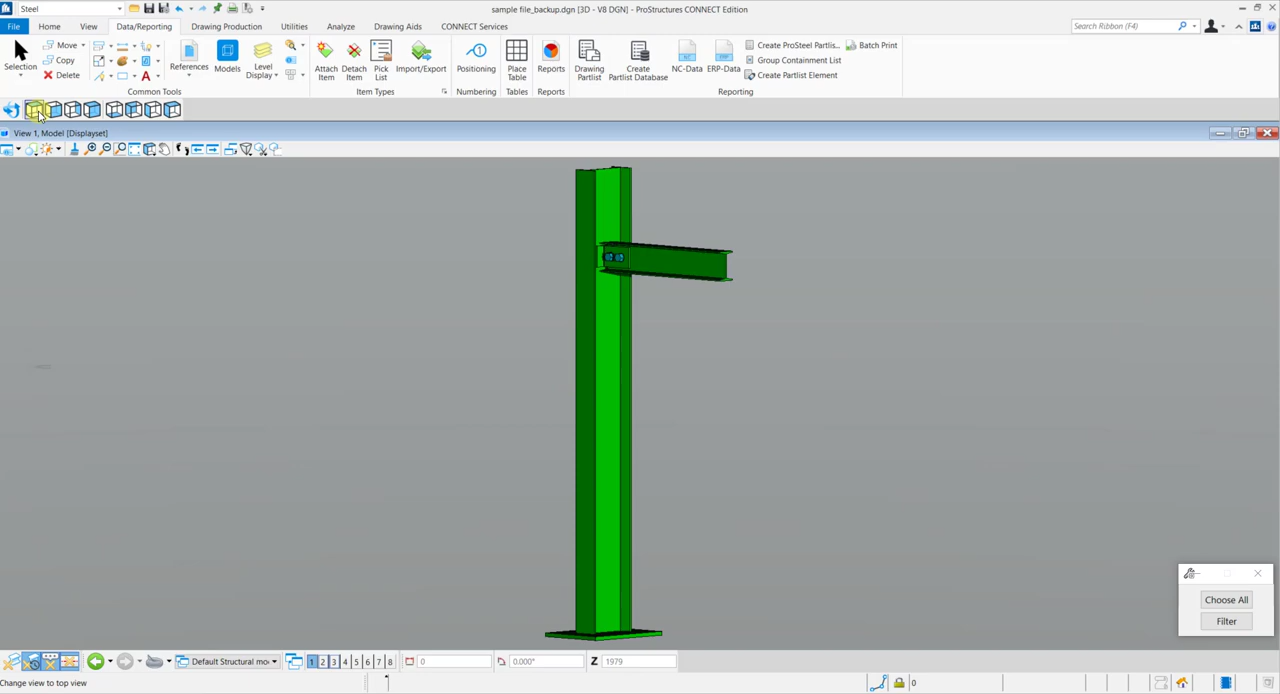 Steel
sample file_backup.dgn [3D - V8 DGN] - ProStructures CONNECT Edition
File Home View Data/Reporting Drawing Production Utilities Analyze Drawing Aids CONNECT Services
Search Ribbon (F4)
Selection
Move
Copy
Delete
References
Models
Level
Display
Common Tools
Attach
Item
Detach
Item
Pick
List
Import/Export
Item Types
Positioning
Numbering
Place
Table
Tables
Reports
Reports
Drawing
Partlist
Create
Partlist Database
NC-Data
ERP-Data
Create ProSteel Partlis...
Group Containment List
Create Partlist Element
Batch Print
Reporting
View 1, Model [Displayset]
Choose All
Filter
Default Structural mo
1 2 3 4 5 6 7 8
0
0.000°
Z 1979
Change view to top view
0